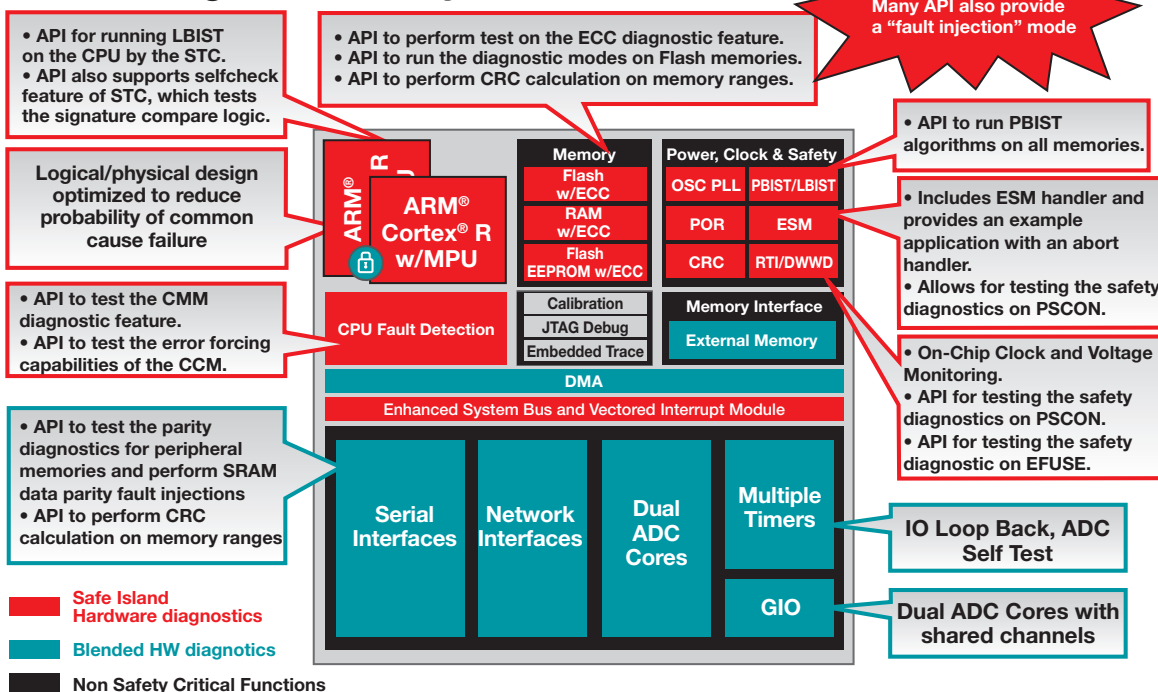 Many API also provide
a “fault injection” mode
• API for running LBIST
on the CPU by the STC.
• API also supports selfcheck
feature of STC, which tests
the signature compare logic.
• API to perform test on the ECC diagnostic feature.
• API to run the diagnostic modes on Flash memories.
• API to perform CRC calculation on memory ranges.
• API to run PBIST
algorithms on all memories.
Logical/physical design
optimized to reduce
probability of common
cause failure
ARM®
R
ARM®
Cortex® R
w/MPU
Memory
Flash
w/ECC
RAM
w/ECC
Flash
EEPROM w/ECC
Power, Clock & Safety
OSC PLL
PBIST/LBIST
POR
ESM
CRC
RTI/DWWD
• Includes ESM handler and
provides an example
application with an abort
handler.
• Allows for testing the safety
diagnostics on PSCON.
• API to test the CMM
diagnostic feature.
• API to test the error forcing
capabilities of the CCM.
CPU Fault Detection
Calibration
JTAG Debug
Embedded Trace
Memory Interface
External Memory
• On-Chip Clock and Voltage
Monitoring.
• API for testing the safety
diagnostics on PSCON.
• API for testing the safety
diagnostic on EFUSE.
DMA
Enhanced System Bus and Vectored Interrupt Module
• API to test the parity
diagnostics for peripheral
memories and perform SRAM
data parity fault injections
• API to perform CRC
calculation on memory ranges
Serial
Interfaces
Network
Interfaces
Dual
ADC
Cores
Multiple
Timers
GIO
IO Loop Back, ADC
Self Test
Dual ADC Cores with
shared channels
Safe Island
Hardware diagnostics
Blended HW diagnotics
Non Safety Critical Functions